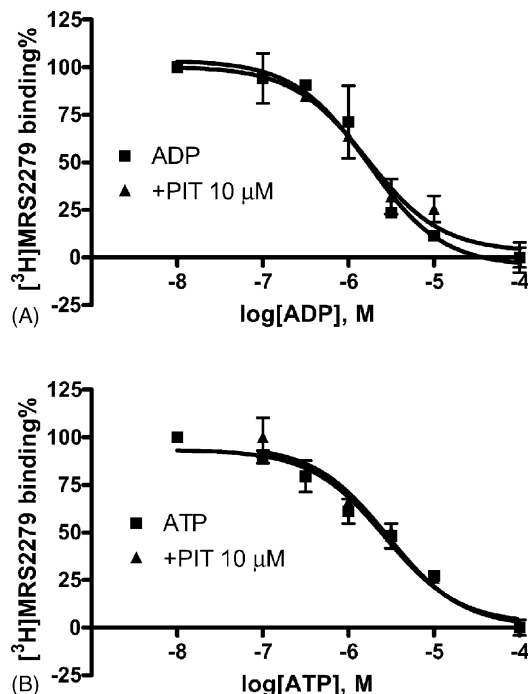 125
100
75
50
25
0
-25
[³H]MRS2279 binding%
ADP
+PIT 10 μM
-8
-7
-6
-5
-4
log[ADP], M
(A)
125
100
75
50
25
0
-25
[³H]MRS2279 binding%
ATP
+PIT 10 μM
-8
-7
-6
-5
-4
log[ATP], M
(B)